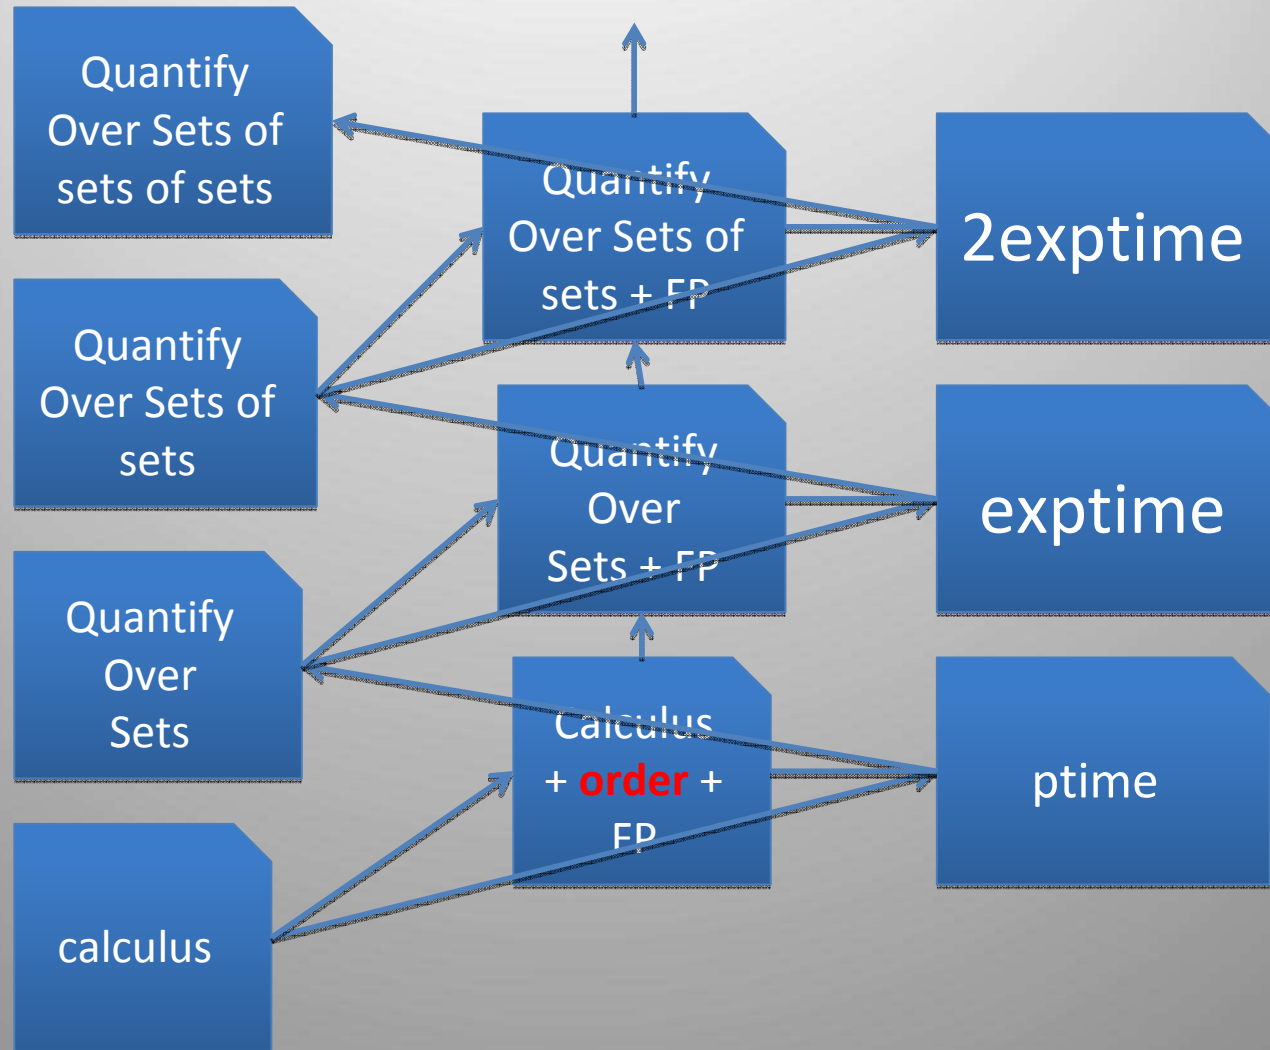 Quantify
Over Sets of
sets of sets
Quantify
Over Sets of
sets + FP
2exptime
Quantify
Over Sets of
sets
Quantify
Over
Sets + FP
exptime
Quantify
Over
Sets
Calculus
+ order +
FP
ptime
calculus